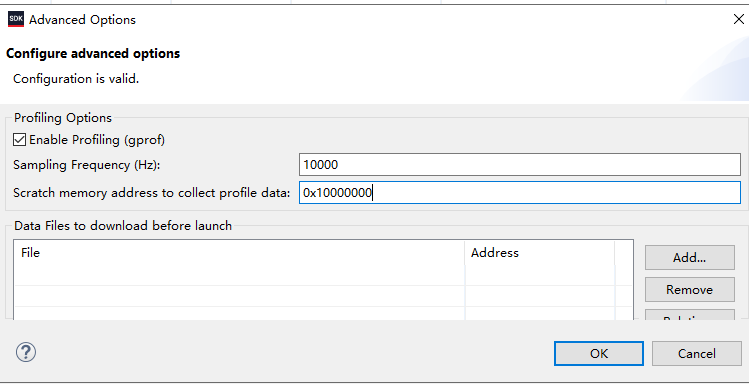 SDK Advanced Options
Configure advanced options
Configuration is valid.
Profiling Options
Enable Profiling (gprof)
Sampling Frequency (Hz): 10000
Scratch memory address to collect profile data: 0x10000000
Data Files to download before launch
File Address
Add...
Remove
OK Cancel